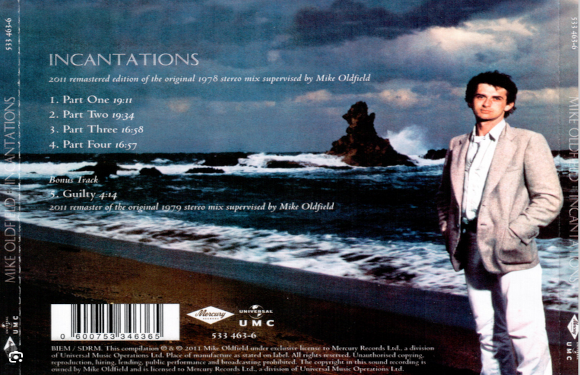 533 463-6
MIKE OLDFIELD INCANTATIONS
UMC
INCANTATIONS
2011 remastered edition of the original 1978 stereo mix supervised by Mike Oldfield
1. Part One 19:11
2. Part Two 19:34
3. Part Three 16:58
4. Part Four 16:57
Bonus Track
5. Guilty 4:14
2011 remaster of the original 1979 stereo mix supervised by Mike Oldfield
0 600753 346365
Mercury
UNIVERSAL
UMC
533 463-6
BIEM / SDRM. This compilation ℗ & © 2011 Mike Oldfield under exclusive license to Mercury Records Ltd., a division
of Universal Music Operations Ltd. Place of manufacture as stated on label. All rights reserved. Unauthorised copying,
reproduction, hiring, lending, public performance and broadcasting prohibited. The copyright in this sound recording is
owned by Mike Oldfield and is licensed to Mercury Records Ltd., a division of Universal Music Operations Ltd.
533 463-6
MIKE OLDFIELD INCANTATIONS
UMC